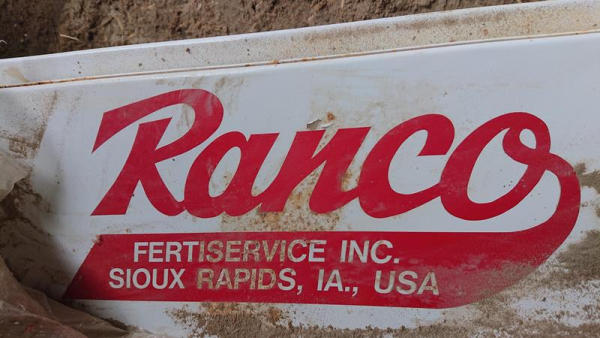 Ranco
FERTISERVICE INC.
SIOUX RAPIDS, IA., USA